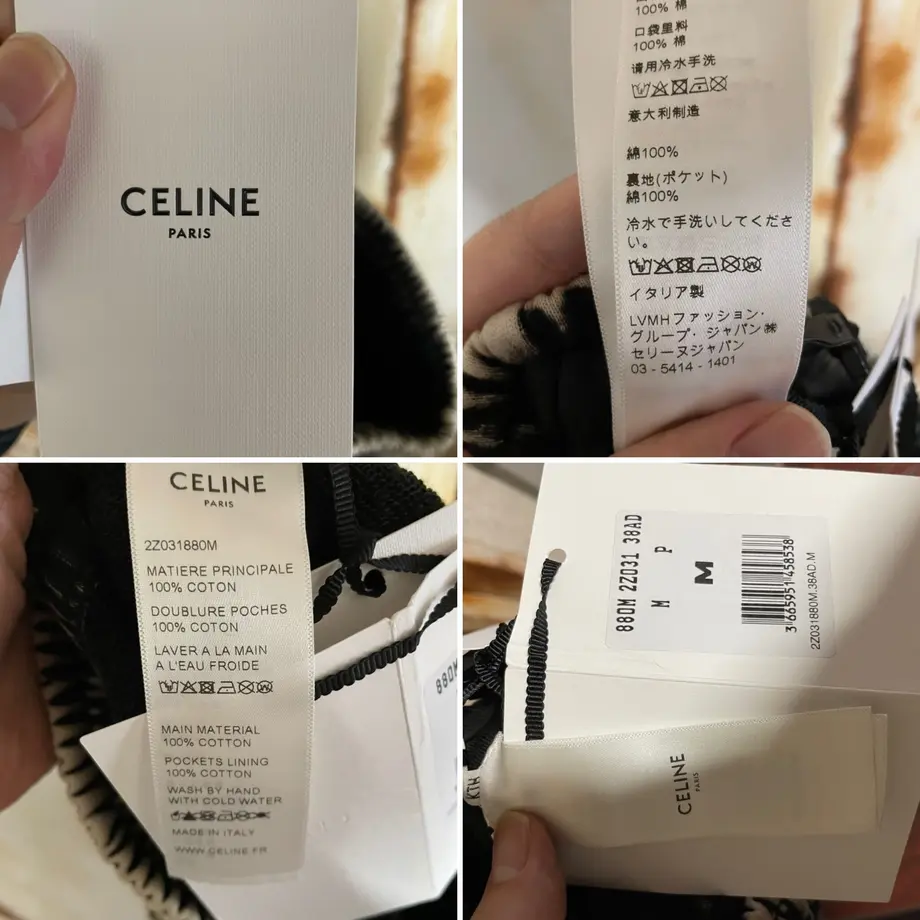 CELINE
PARIS
100% 棉
口袋里料
100% 棉
请用冷水手洗
意大利制造
綿100%
裏地(ポケット)
綿100%
冷水で手洗いしてくださ
い。
イタリア製
LVMHファッション・
グループ・ジャパン㈱
セリーヌジャパン
03 - 5414 - 1401
CELINE
PARIS
2Z031880M
MATIERE PRINCIPALE
100% COTON
DOUBLURE POCHES
100% COTON
LAVER A LA MAIN
A L'EAU FROIDE
MAIN MATERIAL
100% COTTON
POCKETS LINING
100% COTTON
WASH BY HAND
WITH COLD WATER
MADE IN ITALY
WWW.CELINE.FR
880M
880M 2Z031 38AD
M P
M
3 665951 458538
2Z031880M.38AD.M
CELINE
PARIS